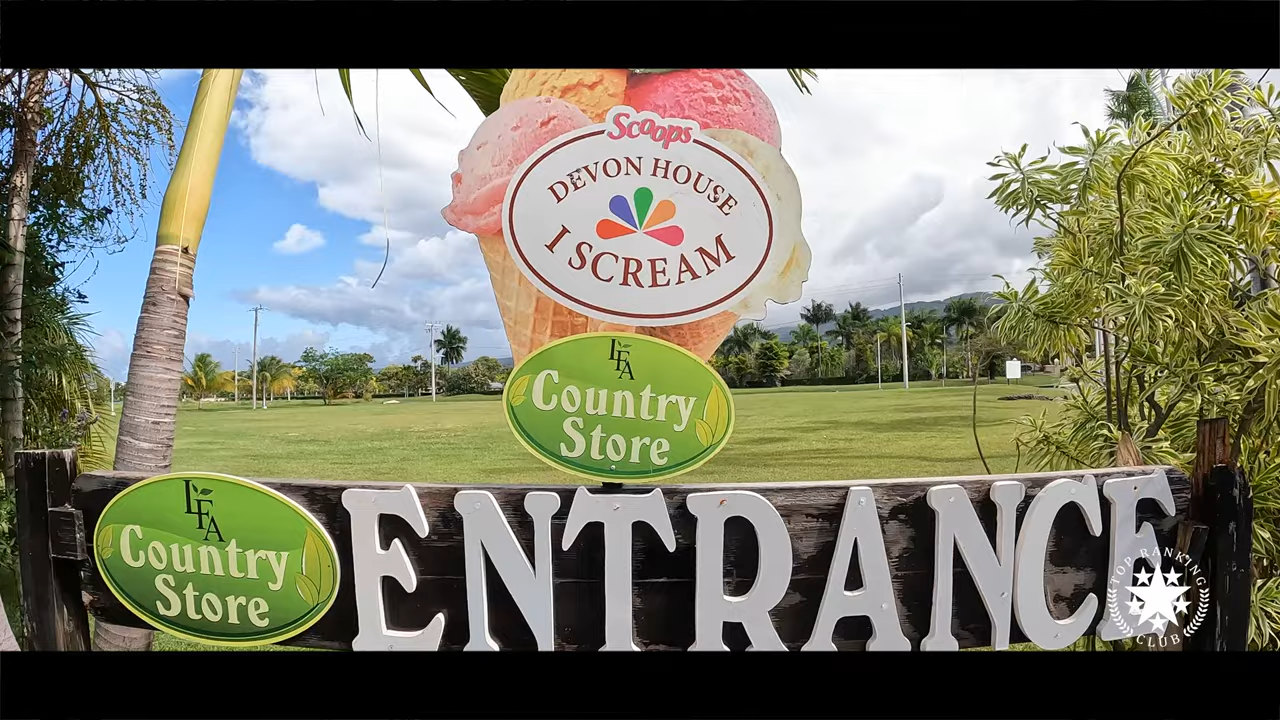 Scoops
DEVON HOUSE
I SCREAM
LFA
Country
Store
LFA
Country
Store
ENTRANCE
TOP RANKING
CLUB